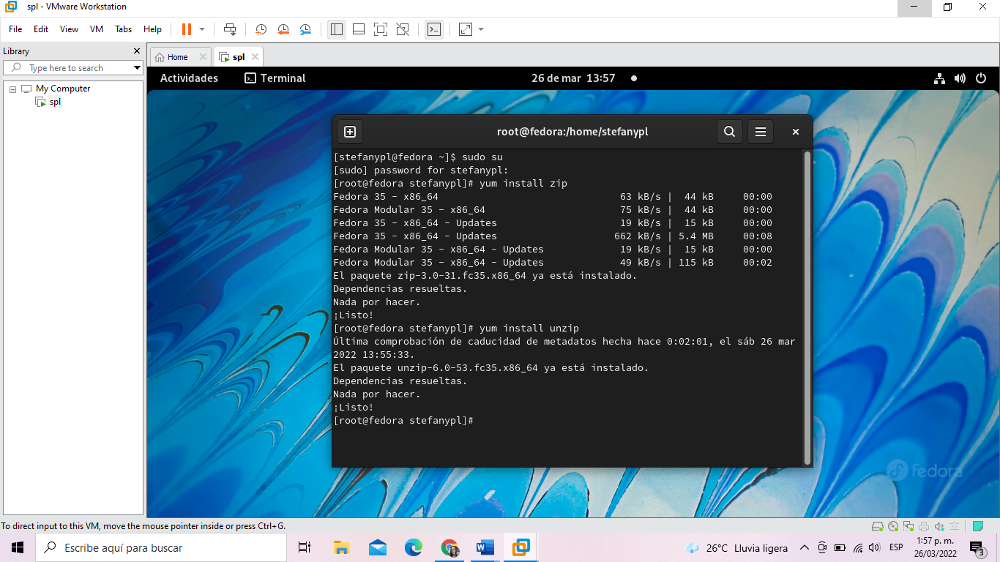 spl - VMware Workstation
File Edit View VM Tabs Help
Library
Type here to search
My Computer
spl
Home
spl
Actividades Terminal 26 de mar 13:57
root@fedora:/home/stefanypl
[stefanypl@fedora ~]$ sudo su
[sudo] password for stefanypl:
[root@fedora stefanypl]# yum install zip
Fedora 35 - x86_64 63 kB/s | 44 kB 00:00
Fedora Modular 35 - x86_64 75 kB/s | 44 kB 00:00
Fedora 35 - x86_64 - Updates 19 kB/s | 15 kB 00:00
Fedora 35 - x86_64 - Updates 662 kB/s | 5.4 MB 00:08
Fedora Modular 35 - x86_64 - Updates 19 kB/s | 15 kB 00:00
Fedora Modular 35 - x86_64 - Updates 49 kB/s | 115 kB 00:02
El paquete zip-3.0-31.fc35.x86_64 ya está instalado.
Dependencias resueltas.
Nada por hacer.
¡Listo!
[root@fedora stefanypl]# yum install unzip
Última comprobación de caducidad de metadatos hecha hace 0:02:01, el sáb 26 mar
2022 13:55:33.
El paquete unzip-6.0-53.fc35.x86_64 ya está instalado.
Dependencias resueltas.
Nada por hacer.
¡Listo!
[root@fedora stefanypl]#
fedora
To direct input to this VM, move the mouse pointer inside or press Ctrl+G.
Escribe aquí para buscar
26°C Lluvia ligera
ESP
1:57 p. m.
26/03/2022
3